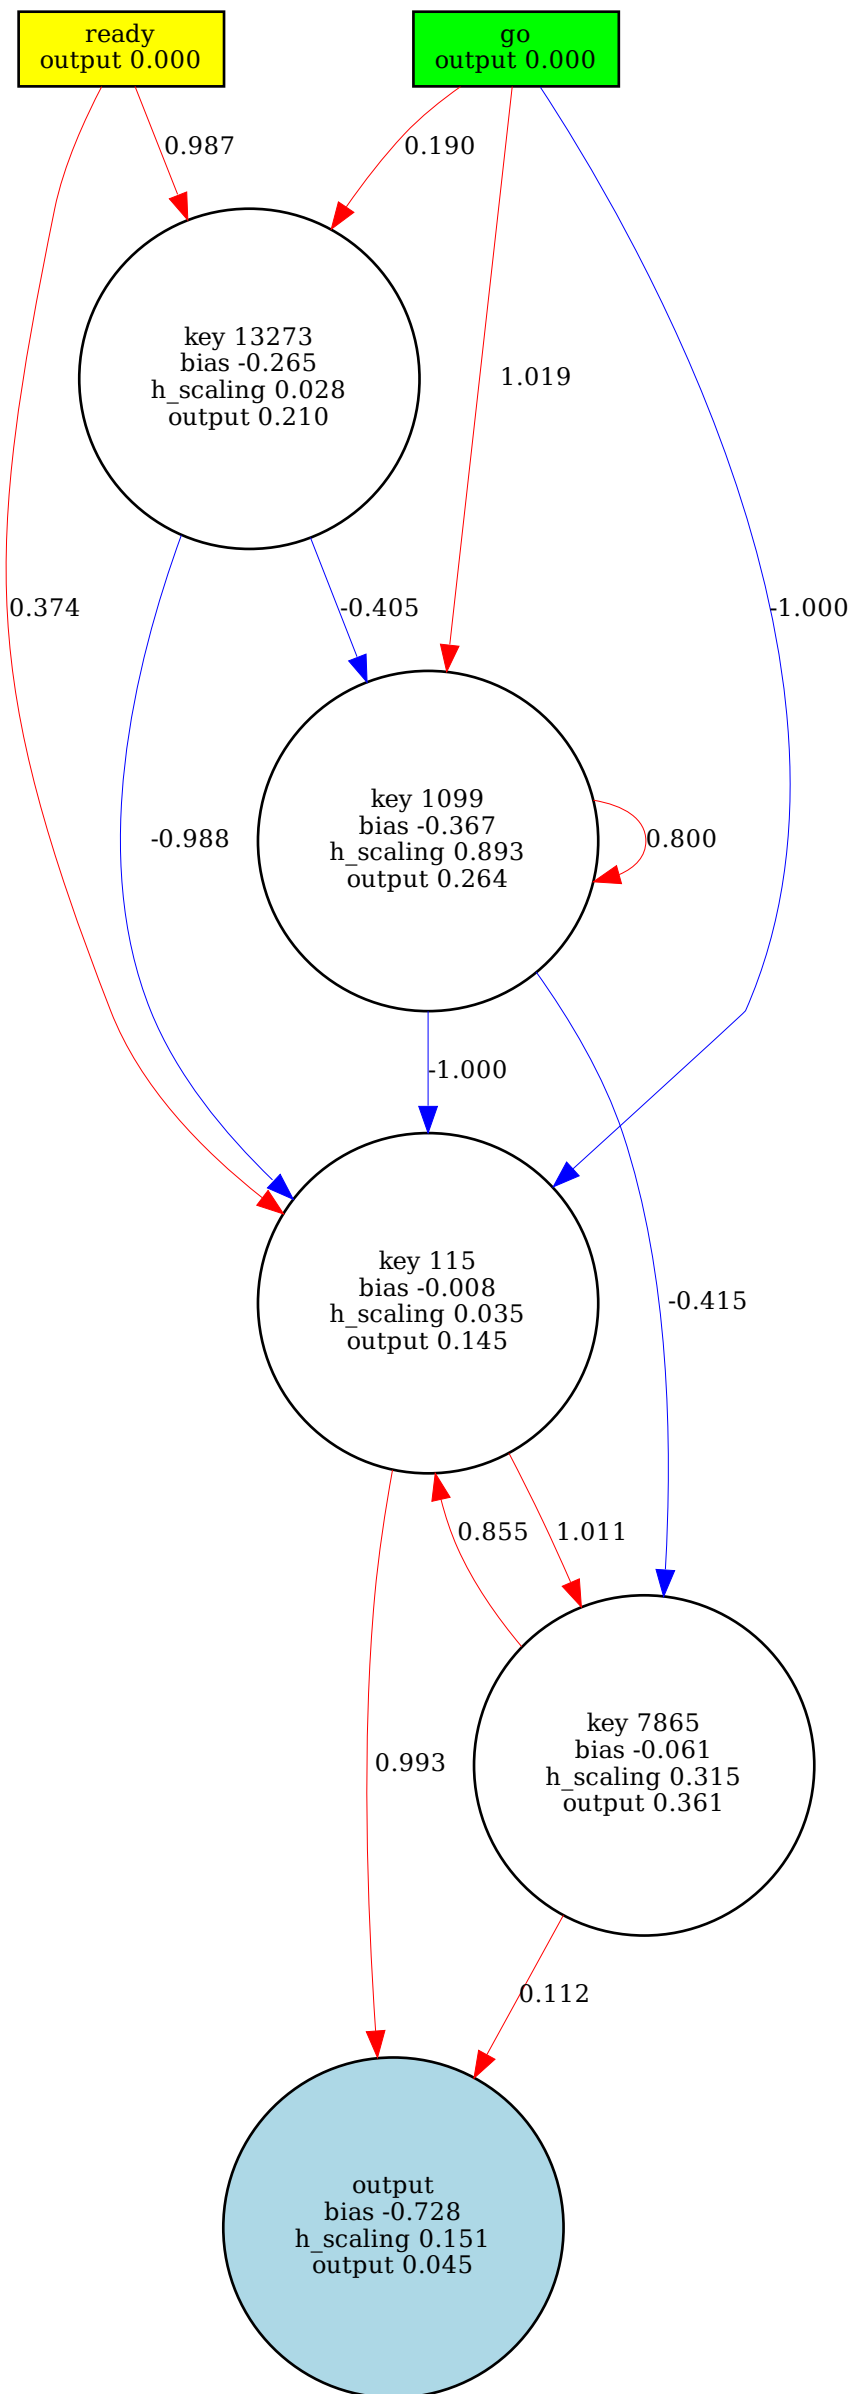 ready
output 0.000
go
output 0.000
0.987
0.190
key 13273
bias -0.265
h_scaling 0.028
output 0.210
1.019
0.374
-0.405
-1.000
key 1099
bias -0.367
h_scaling 0.893
output 0.264
0.800
-0.988
-1.000
key 115
bias -0.008
h_scaling 0.035
output 0.145
-0.415
0.855
1.011
key 7865
bias -0.061
h_scaling 0.315
output 0.361
0.993
0.112
output
bias -0.728
h_scaling 0.151
output 0.045